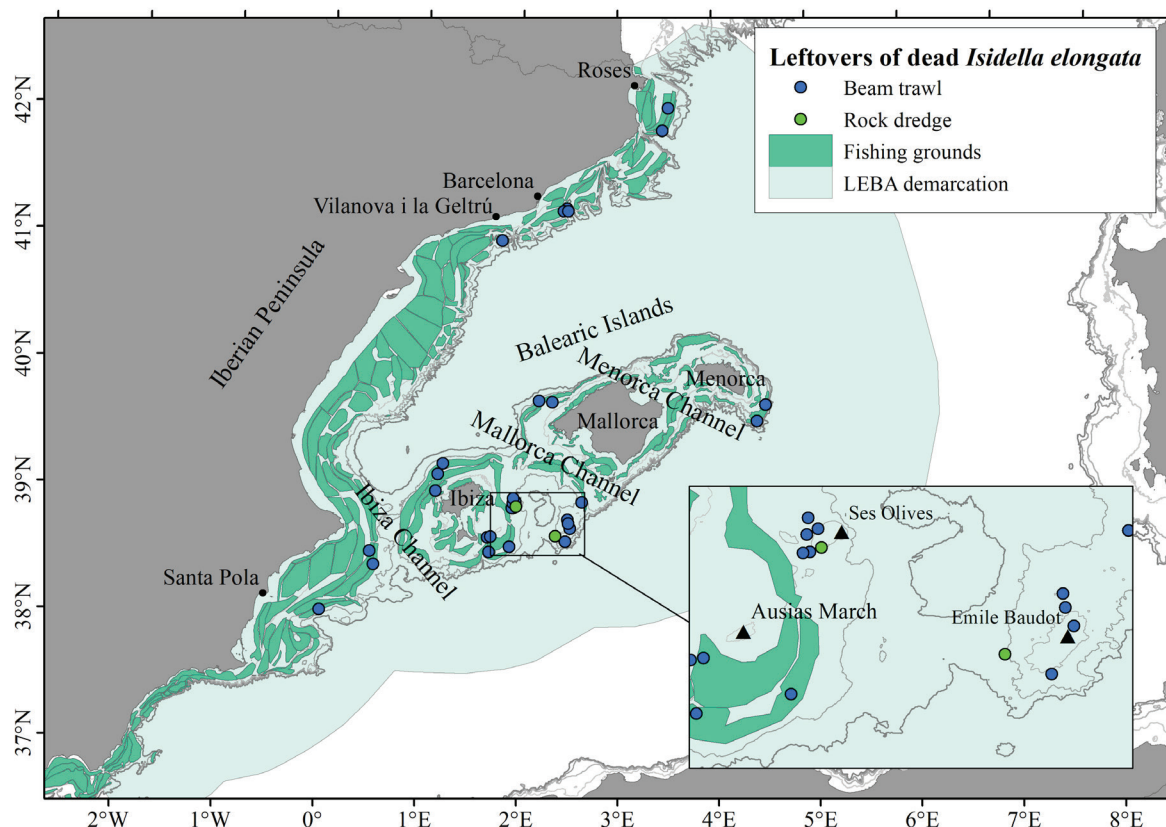 Leftovers of dead Isidella elongata
Beam trawl
Rock dredge
Fishing grounds
LEBA demarcation
Roses
Barcelona
Vilanova i la Geltrú
Iberian Peninsula
Balearic Islands
Menorca Channel
Menorca
Mallorca
Mallorca Channel
Ibiza
Ibiza Channel
Santa Pola
Ses Olives
Ausias March
Emile Baudot
42°N
41°N
40°N
39°N
38°N
37°N
2°W
1°W
0
1°E
2°E
3°E
4°E
5°E
6°E
7°E
8°E